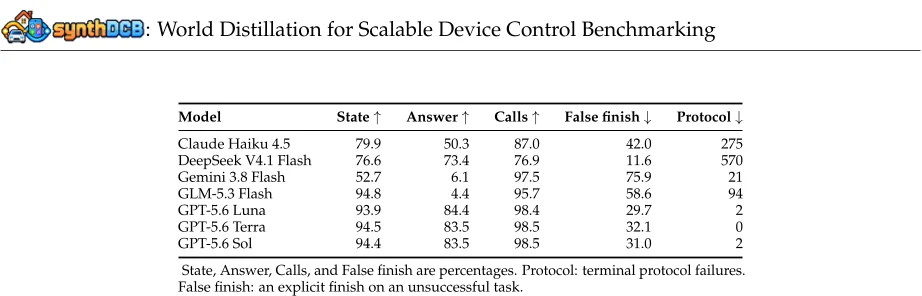 synthDCB: World Distillation for Scalable Device Control Benchmarking
Model State ↑ Answer ↑ Calls ↑ False finish ↓ Protocol ↓
Claude Haiku 4.5 79.9 50.3 87.0 42.0 275
DeepSeek V4.1 Flash 76.6 73.4 76.9 11.6 570
Gemini 3.8 Flash 52.7 6.1 97.5 75.9 21
GLM-5.3 Flash 94.8 4.4 95.7 58.6 94
GPT-5.6 Luna 93.9 84.4 98.4 29.7 2
GPT-5.6 Terra 94.5 83.5 98.5 32.1 0
GPT-5.6 Sol 94.4 83.5 98.5 31.0 2
State, Answer, Calls, and False finish are percentages. Protocol: terminal protocol failures.
False finish: an explicit finish on an unsuccessful task.